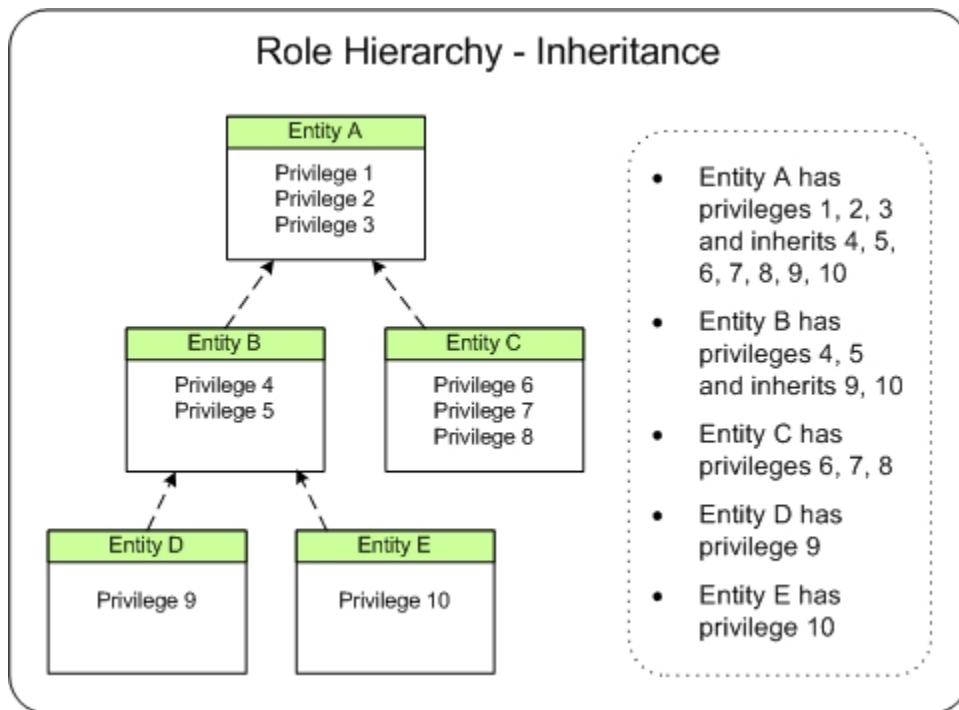 Role Hierarchy - Inheritance
Entity A
Privilege 1
Privilege 2
Privilege 3
Entity B
Privilege 4
Privilege 5
Entity C
Privilege 6
Privilege 7
Privilege 8
Entity D
Privilege 9
Entity E
Privilege 10
• Entity A has
privileges 1, 2, 3
and inherits 4, 5,
6, 7, 8, 9, 10
• Entity B has
privileges 4, 5
and inherits 9, 10
• Entity C has
privileges 6, 7, 8
• Entity D has
privilege 9
• Entity E has
privilege 10